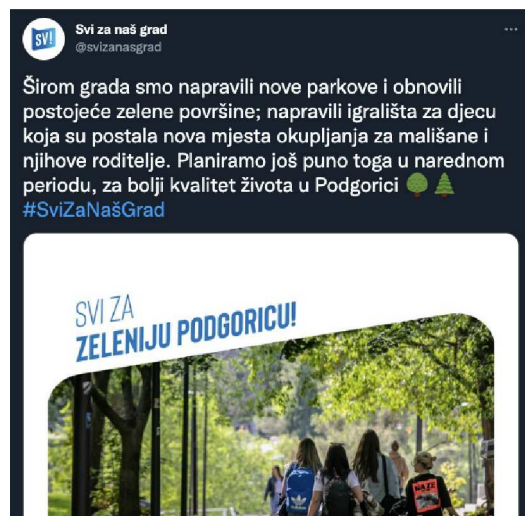 SVI!
Svi za naš grad
@svizanasgrad
Širom grada smo napravili nove parkove i obnovili
postojeće zelene površine; napravili igrališta za djecu
koja su postala nova mjesta okupljanja za mališane i
njihove roditelje. Planiramo još puno toga u narednom
periodu, za bolji kvalitet života u Podgorici 🌳🌲
#SviZaNašGrad
SVI ZA
ZELENIJU PODGORICU!